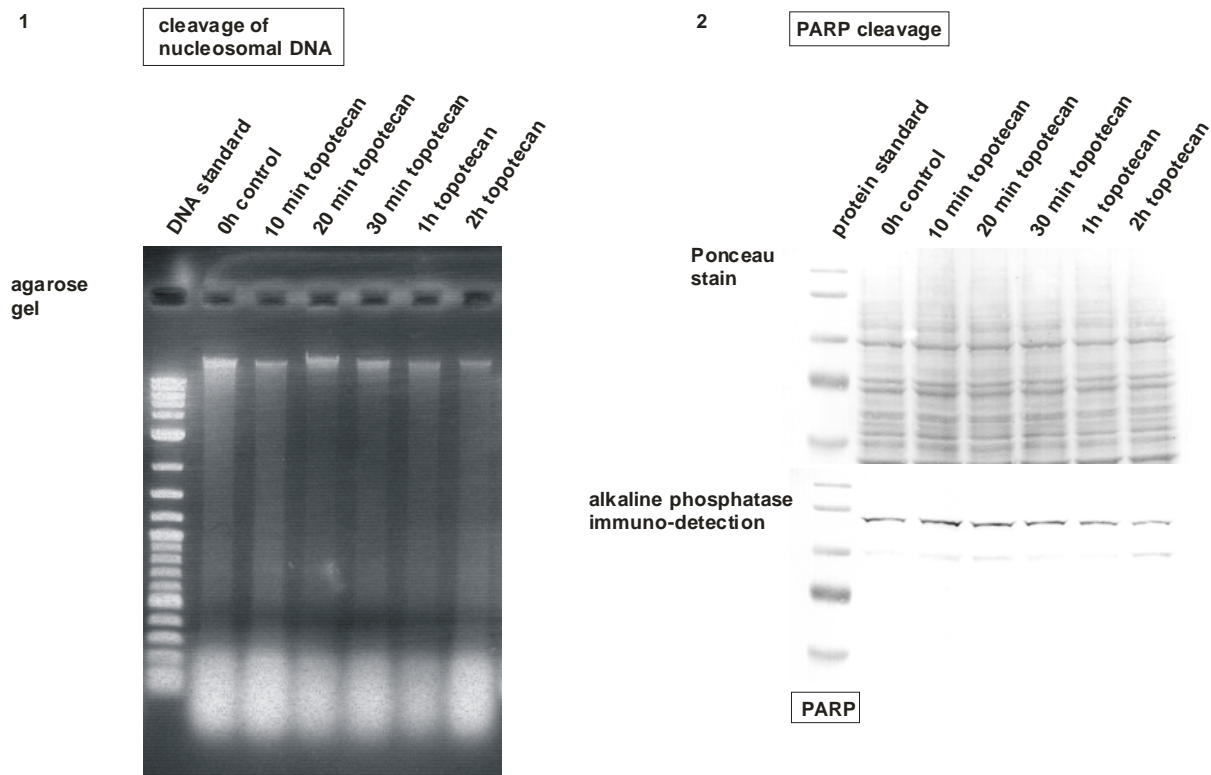 1
cleavage of
nucleosomal DNA
DNA standard
0h control
10 min topotecan
20 min topotecan
30 min topotecan
1h topotecan
2h topotecan
agarose
gel
2
PARP cleavage
protein standard
0h control
10 min topotecan
20 min topotecan
30 min topotecan
1h topotecan
2h topotecan
Ponceau
stain
alkaline phosphatase
immuno-detection
PARP